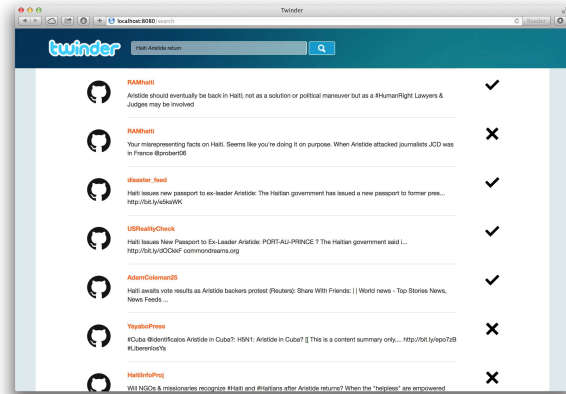 Twinder
localhost:8080/search
Reader
twinder
Haiti Aristide return
RAMhaiti
Aristide should eventually be back in Haiti; not as a solution or political maneuver but as a #HumanRight Lawyers &
Judges may be involved
RAMhaiti
Your misrepresenting facts on Haiti. Seems like you're doing it on purpose. When Aristide attacked journalists JCD was
in France @probert06
disaster_feed
Haiti issues new passport to ex-leader Aristide: The Haitian government has issued a new passport to former pres...
http://bit.ly/e5ksWK
USRealityCheck
Haiti Issues New Passport to Ex-Leader Aristide: PORT-AU-PRINCE ? The Haitian government said i...
http://bit.ly/dOCkkF commondreams.org
AdamColeman25
Haiti awaits vote results as Aristide backers protest (Reuters): Share With Friends: | | World news - Top Stories News,
News Feeds ...
YayaboPress
#Cuba @Identificalos Aristide in Cuba?: H5N1: Aristide in Cuba? [[ This is a content summary only.... http://bit.ly/epo7zB
#LiberenlosYa
HaitiInfoProj
Will NGOs & missionaries recognize #Haiti and #Haitians after Aristide returns? When the "helpless" are empowered